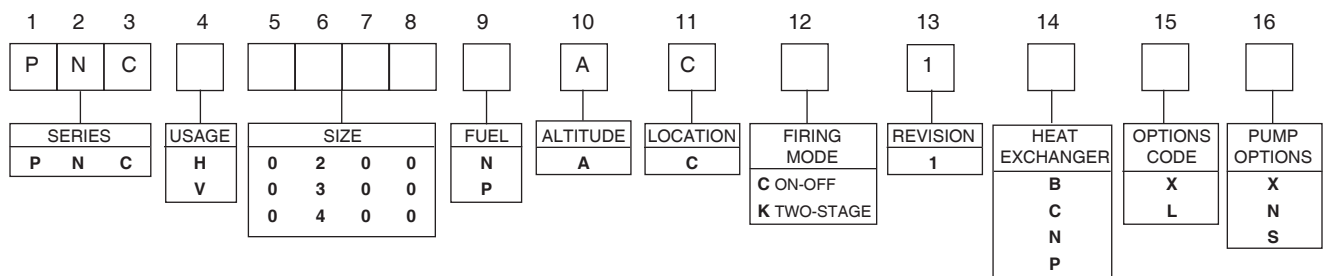 1 2 3 4 5 6 7 8 9 10 11 12 13 14 15 16
P N C A C 1
SERIES USAGE SIZE FUEL ALTITUDE LOCATION FIRING MODE REVISION HEAT EXCHANGER OPTIONS CODE PUMP OPTIONS
P N C H 0 2 0 0 N A C C ON-OFF 1 B X X
V 0 3 0 0 P K TWO-STAGE C L N
0 4 0 0 N S
P